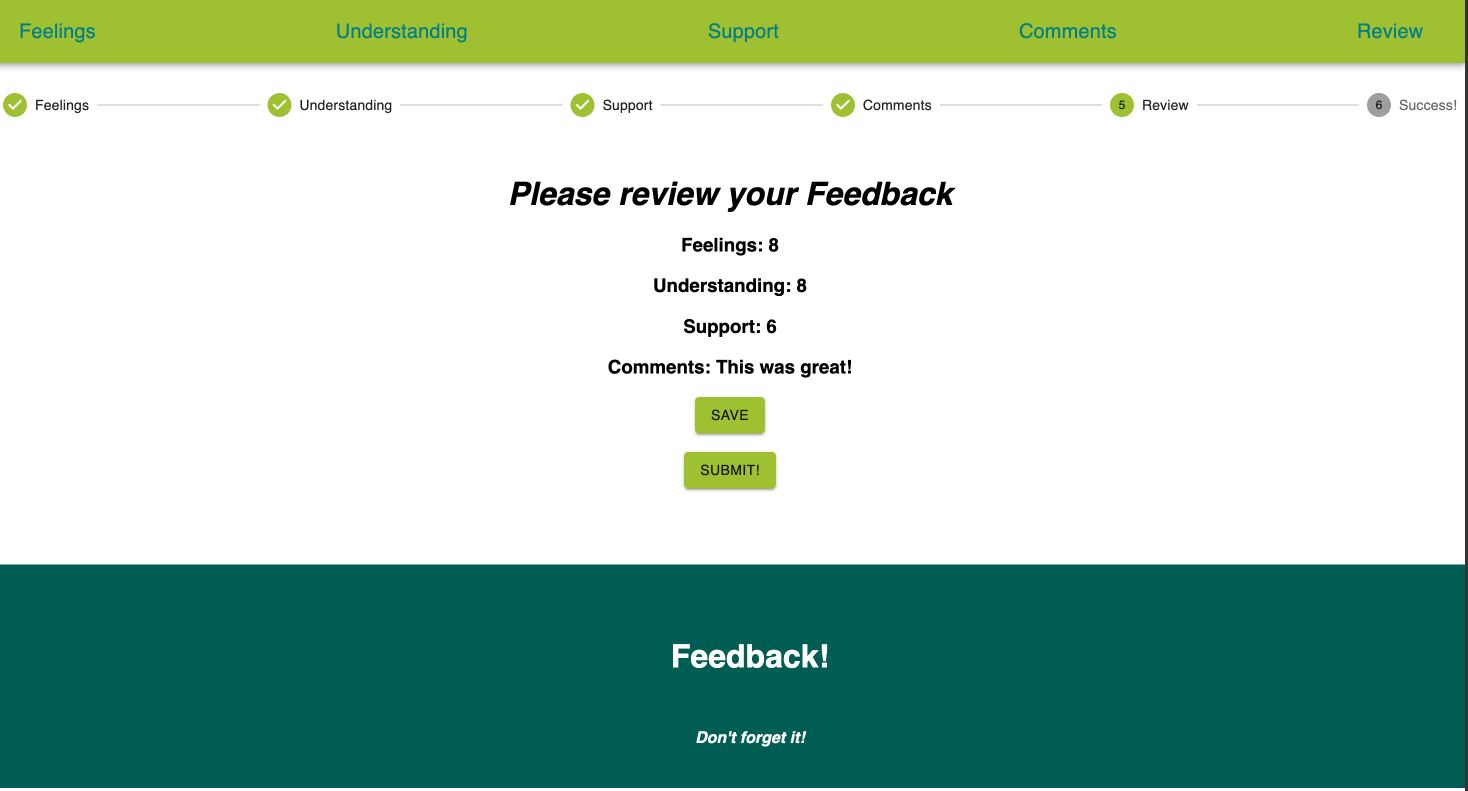 Feelings Understanding Support Comments Review
Feelings Understanding Support Comments 5 Review 6 Success!
Please review your Feedback
Feelings: 8
Understanding: 8
Support: 6
Comments: This was great!
SAVE
SUBMIT!
Feedback!
Don't forget it!